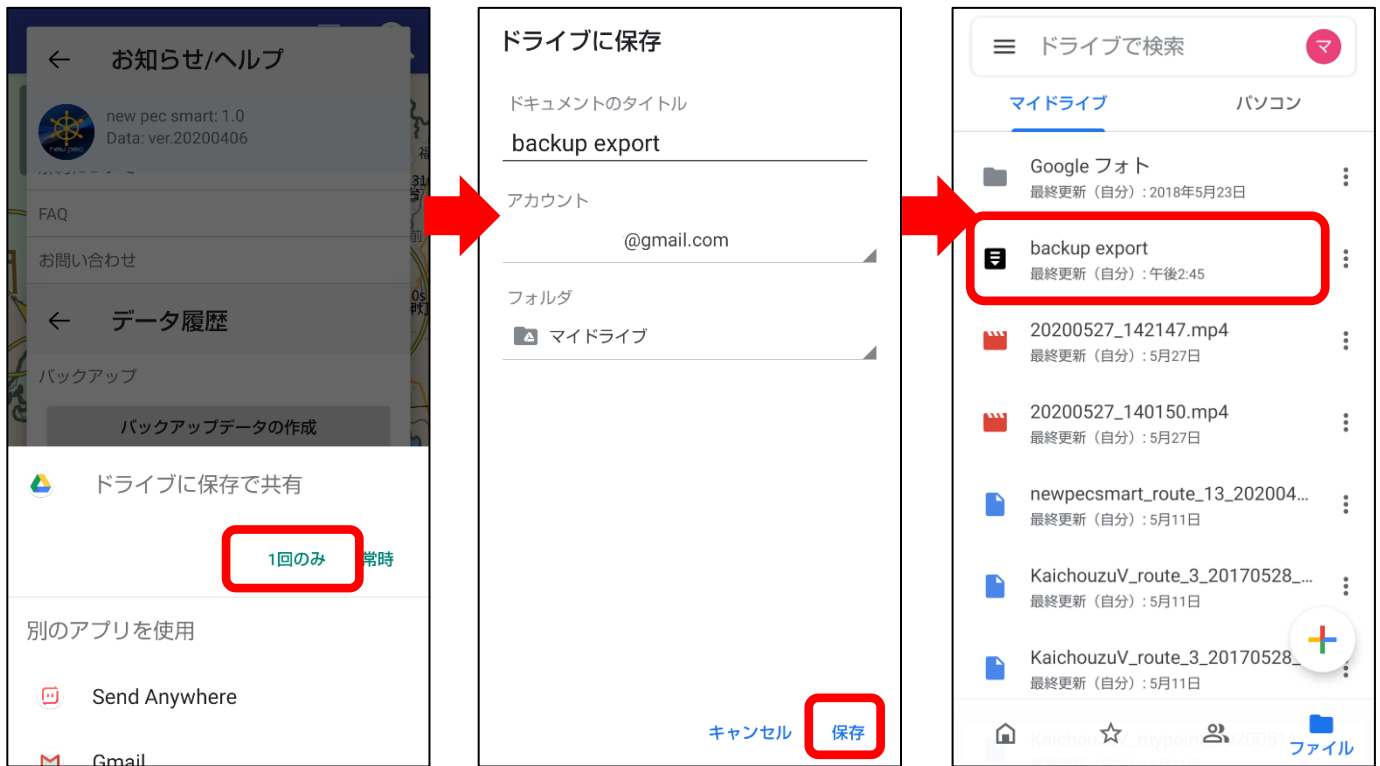 お知らせ/ヘルプ
new pec smart: 1.0
Data: ver.20200406
new pec
FAQ
お問い合わせ
データ履歴
バックアップ
バックアップデータの作成
ドライブに保存で共有
1回のみ
常時
別のアプリを使用
Send Anywhere
Gmail
ドライブに保存
ドキュメントのタイトル
backup export
アカウント
@gmail.com
フォルダ
マイドライブ
キャンセル
保存
ドライブで検索
マ
マイドライブ
パソコン
Google フォト
最終更新（自分）: 2018年5月23日
backup export
最終更新（自分）: 午後2:45
20200527_142147.mp4
最終更新（自分）: 5月27日
20200527_140150.mp4
最終更新（自分）: 5月27日
newpecsmart_route_13_202004...
最終更新（自分）: 5月11日
KaichouzuV_route_3_20170528_...
最終更新（自分）: 5月11日
KaichouzuV_route_3_20170528_
最終更新（自分）: 5月11日
ファイル